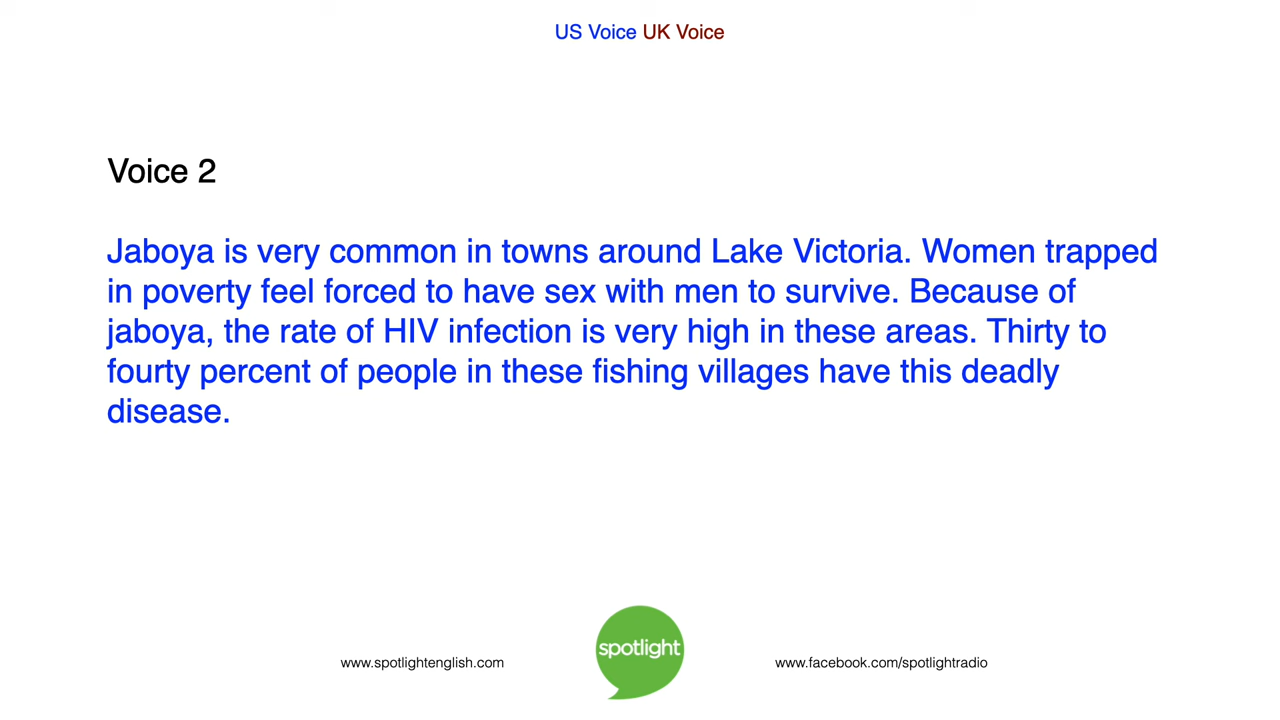 US Voice UK Voice
Voice 2
Jaboya is very common in towns around Lake Victoria. Women trapped
in poverty feel forced to have sex with men to survive. Because of
jaboya, the rate of HIV infection is very high in these areas. Thirty to
fourty percent of people in these fishing villages have this deadly
disease.
www.spotlightenglish.com
spotlight
www.facebook.com/spotlightradio